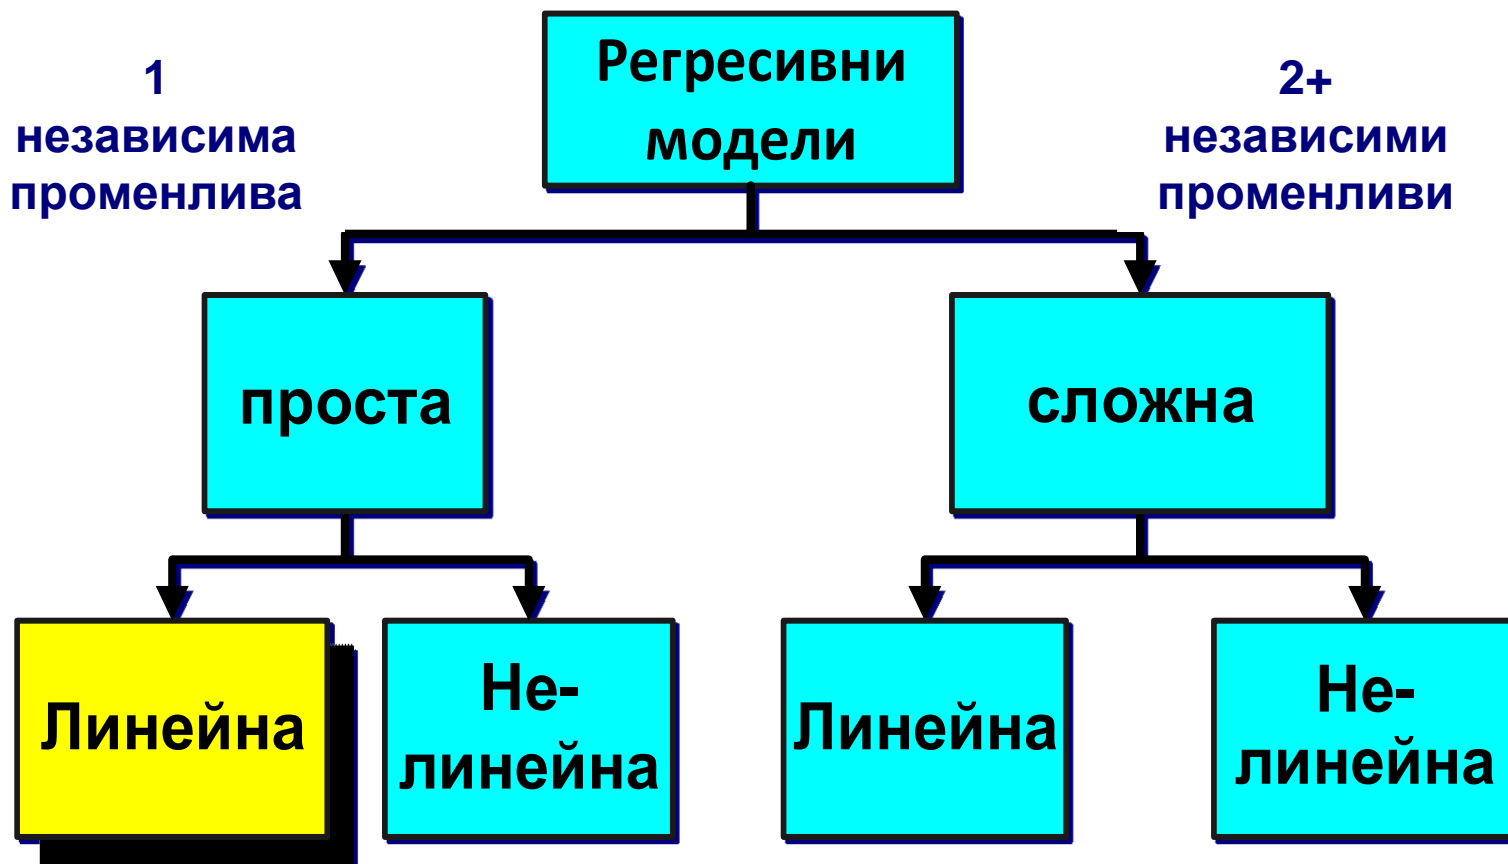 Регресивни
модели
1
независима
променлива
2+
независими
променливи
проста
сложна
Линейна
Не-
линейна
Линейна
Не-
линейна